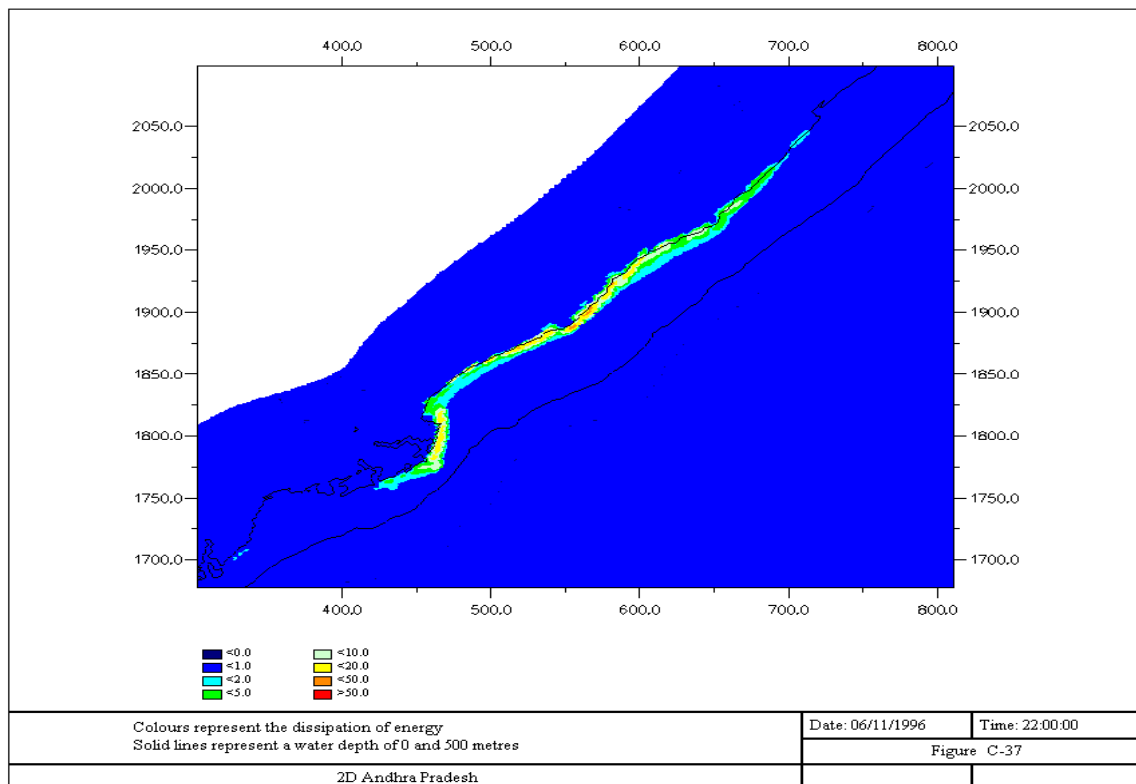 400.0 500.0 600.0 700.0 800.0
2050.0 2050.0
2000.0 2000.0
1950.0 1950.0
1900.0 1900.0
1850.0 1850.0
1800.0 1800.0
1750.0 1750.0
1700.0 1700.0
400.0 500.0 600.0 700.0 800.0
<0.0 <10.0
<1.0 <20.0
<2.0 <50.0
<5.0 >50.0
Colours represent the dissipation of energy
Solid lines represent a water depth of 0 and 500 metres
Date: 06/11/1996 Time: 22:00:00
Figure C-37
2D Andhra Pradesh